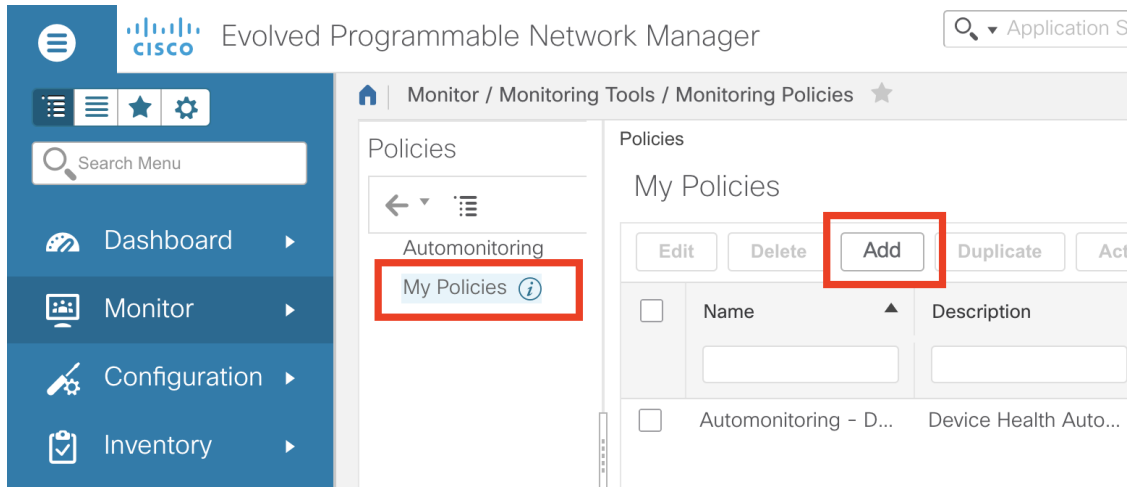 CISCO Evolved Programmable Network Manager
Application S
Monitor / Monitoring Tools / Monitoring Policies
Search Menu
Dashboard
Monitor
Configuration
Inventory
Policies
Automonitoring
My Policies
Policies
My Policies
Edit Delete Add Duplicate Act
Name Description
Automonitoring - D... Device Health Auto...